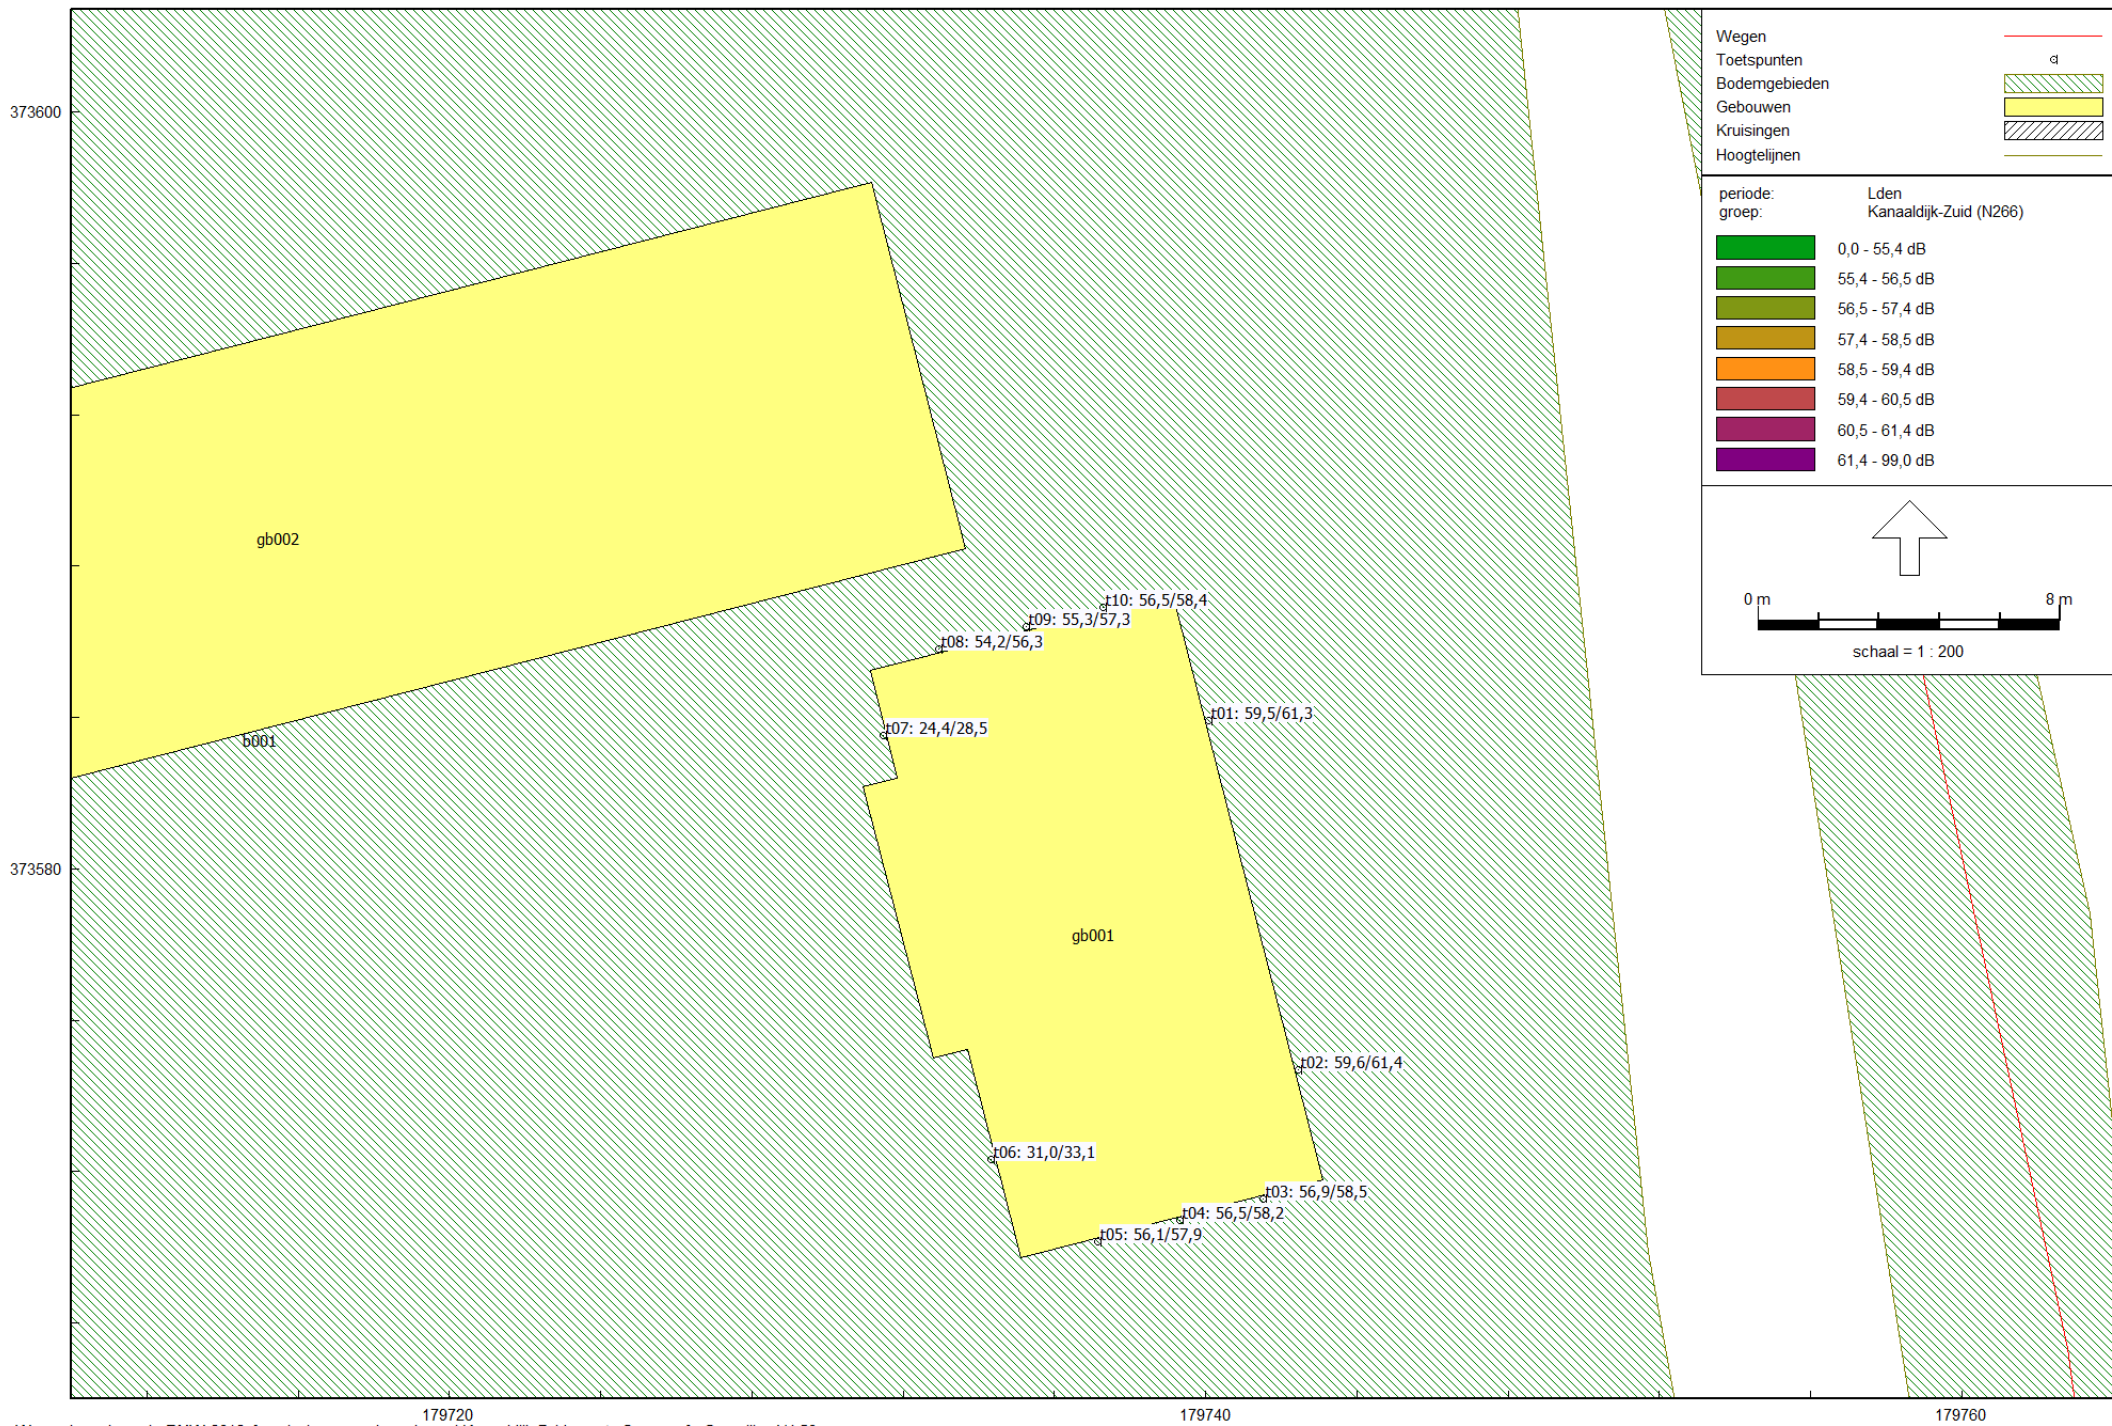 Wegen
Toetspunten
Bodemgebieden
Gebouwen
Kruisingen
Hoogtelijnen
periode: Lden
groep: Kanaaldijk-Zuid (N266)
0,0 - 55,4 dB
55,4 - 56,5 dB
56,5 - 57,4 dB
57,4 - 58,5 dB
58,5 - 59,4 dB
59,4 - 60,5 dB
60,5 - 61,4 dB
61,4 - 99,0 dB
0 m 8 m
schaal = 1 : 200
373600
373580
gb002
b001
t10: 56,5/58,4
t09: 55,3/57,3
t08: 54,2/56,3
t01: 59,5/61,3
t07: 24,4/28,5
gb001
t02: 59,6/61,4
t06: 31,0/33,1
t03: 56,9/58,5
t04: 56,5/58,2
t05: 56,1/57,9
179720 179740 179760